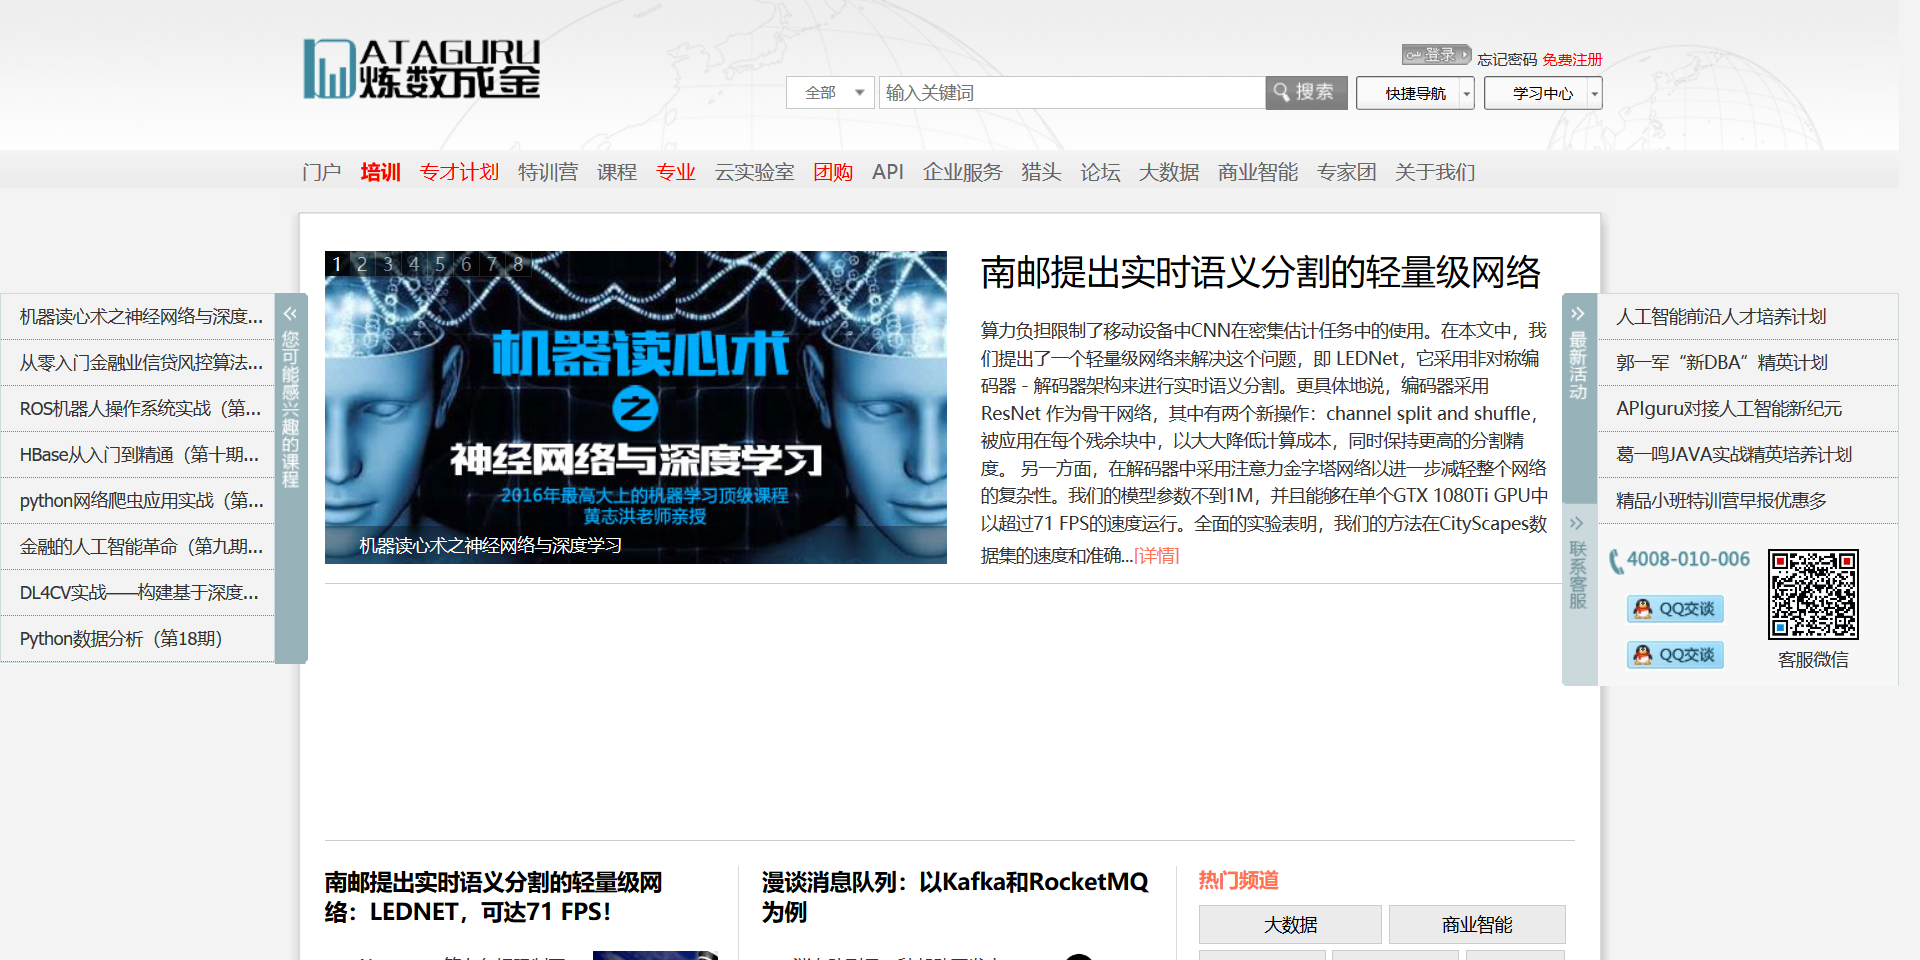 ATAGURU
炼数成金
登录
忘记密码 免费注册
全部
输入关键词
搜索
快捷导航
学习中心
门户 培训 专才计划 特训营 课程 专业 云实验室 团购 API 企业服务 猎头 论坛 大数据 商业智能 专家团 关于我们
机器读心术之神经网络与深度...
从零入门金融业信贷风控算法...
ROS机器人操作系统实战（第...
HBase从入门到精通（第十期...
python网络爬虫应用实战（第...
金融的人工智能革命（第九期...
DL4CV实战——构建基于深度...
Python数据分析（第18期）
您可能感兴趣的课程
1 2 3 4 5 6 7 8
机器读心术
之
神经网络与深度学习
2016年最高大上的机器学习顶级课程
黄志洪老师亲授
机器读心术之神经网络与深度学习
南邮提出实时语义分割的轻量级网络
算力负担限制了移动设备中CNN在密集估计任务中的使用。在本文中，我
们提出了一个轻量级网络来解决这个问题，即 LEDNet，它采用非对称编
码器 - 解码器架构来进行实时语义分割。更具体地说，编码器采用
ResNet 作为骨干网络，其中有两个新操作：channel split and shuffle，
被应用在每个残余块中，以大大降低计算成本，同时保持更高的分割精
度。 另一方面，在解码器中采用注意力金字塔网络以进一步减轻整个网络
的复杂性。我们的模型参数不到1M，并且能够在单个GTX 1080Ti GPU中
以超过71 FPS的速度运行。全面的实验表明，我们的方法在CityScapes数
据集的速度和准确...[详情]
最新活动
人工智能前沿人才培养计划
郭一军“新DBA”精英计划
APIguru对接人工智能新纪元
葛一鸣JAVA实战精英培养计划
精品小班特训营早报优惠多
联系客服
4008-010-006
QQ交谈
QQ交谈
客服微信
南邮提出实时语义分割的轻量级网
络：LEDNET，可达71 FPS！
漫谈消息队列：以Kafka和RocketMQ
为例
热门频道
大数据
商业智能